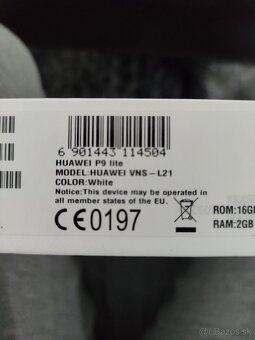 6 901443 114504
HUAWEI P9 lite
MODEL:HUAWEI VNS-L21
COLOR:White
Notice:This device may be operated in
all member states of the EU.
CE0197
ROM:16G
RAM:2GB
Bazos.sk